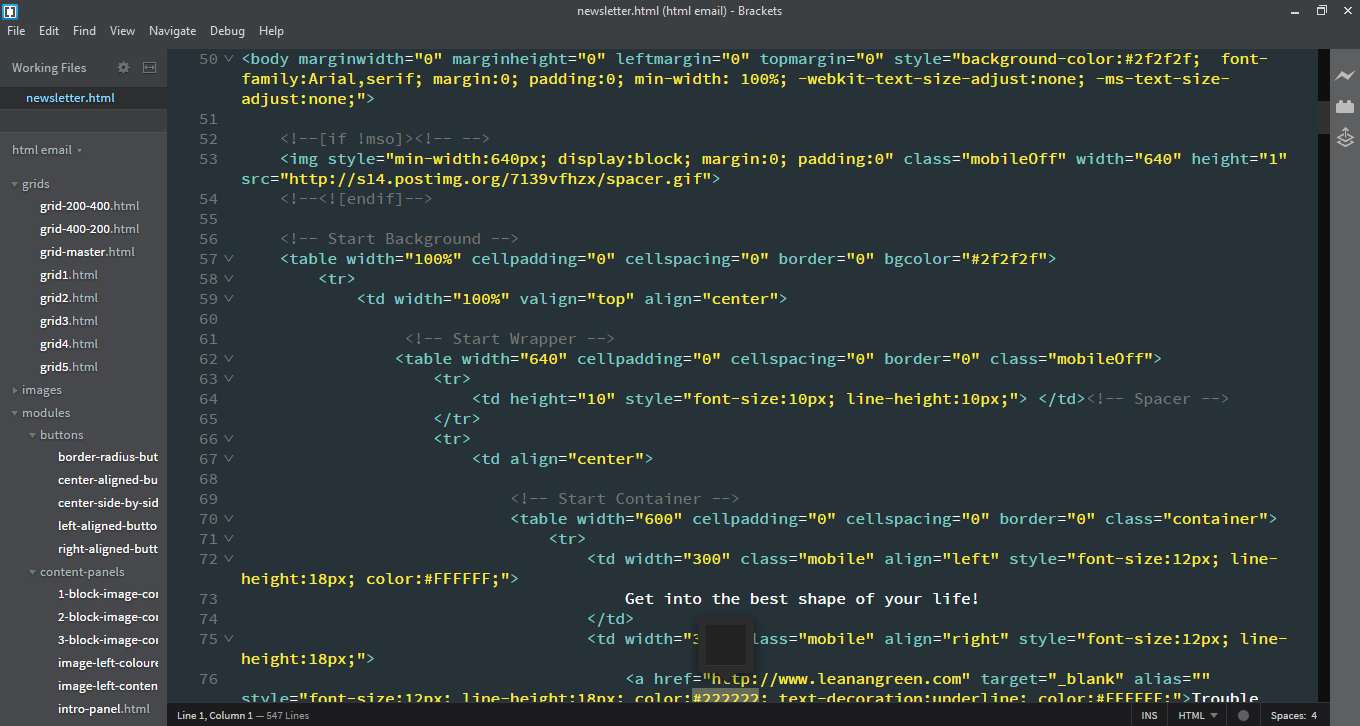 newsletter.html (html email) - Brackets
File Edit Find View Navigate Debug Help
Working Files
newsletter.html
html email
grids
grid-200-400.html
grid-400-200.html
grid-master.html
grid1.html
grid2.html
grid3.html
grid4.html
grid5.html
images
modules
buttons
border-radius-but
center-aligned-bu
center-side-by-sid
left-aligned-butto
right-aligned-butt
content-panels
1-block-image-cor
2-block-image-cor
3-block-image-cor
image-left-coloure
image-left-conten
intro-panel.html
50 <body marginwidth="0" marginheight="0" leftmargin="0" topmargin="0" style="background-color:#2f2f2f;  font-
family:Arial,serif; margin:0; padding:0; min-width: 100%; -webkit-text-size-adjust:none; -ms-text-size-
adjust:none;">
51
52 <!--[if !mso]><!-- -->
53 <img style="min-width:640px; display:block; margin:0; padding:0" class="mobileOff" width="640" height="1"
src="http://s14.postimg.org/7139vfhzx/spacer.gif">
54 <!--<![endif]-->
55
56 <!-- Start Background -->
57 <table width="100%" cellpadding="0" cellspacing="0" border="0" bgcolor="#2f2f2f">
58 <tr>
59 <td width="100%" valign="top" align="center">
60
61 <!-- Start Wrapper -->
62 <table width="640" cellpadding="0" cellspacing="0" border="0" class="mobileOff">
63 <tr>
64 <td height="10" style="font-size:10px; line-height:10px;"> </td><!-- Spacer -->
65 </tr>
66 <tr>
67 <td align="center">
68
69 <!-- Start Container -->
70 <table width="600" cellpadding="0" cellspacing="0" border="0" class="container">
71 <tr>
72 <td width="300" class="mobile" align="left" style="font-size:12px; line-
height:18px; color:#FFFFFF;">
73 Get into the best shape of your life!
74 </td>
75 <td width="3 lass="mobile" align="right" style="font-size:12px; line-
height:18px;">
76 <a href="http://www.leanangreen.com" target="_blank" alias=""
style="font-size:12px; line-height:18px; color:#222222; text-decoration:underline; color:#FFFFFF;">Trouble
Line 1, Column 1 — 547 Lines
INS HTML Spaces: 4